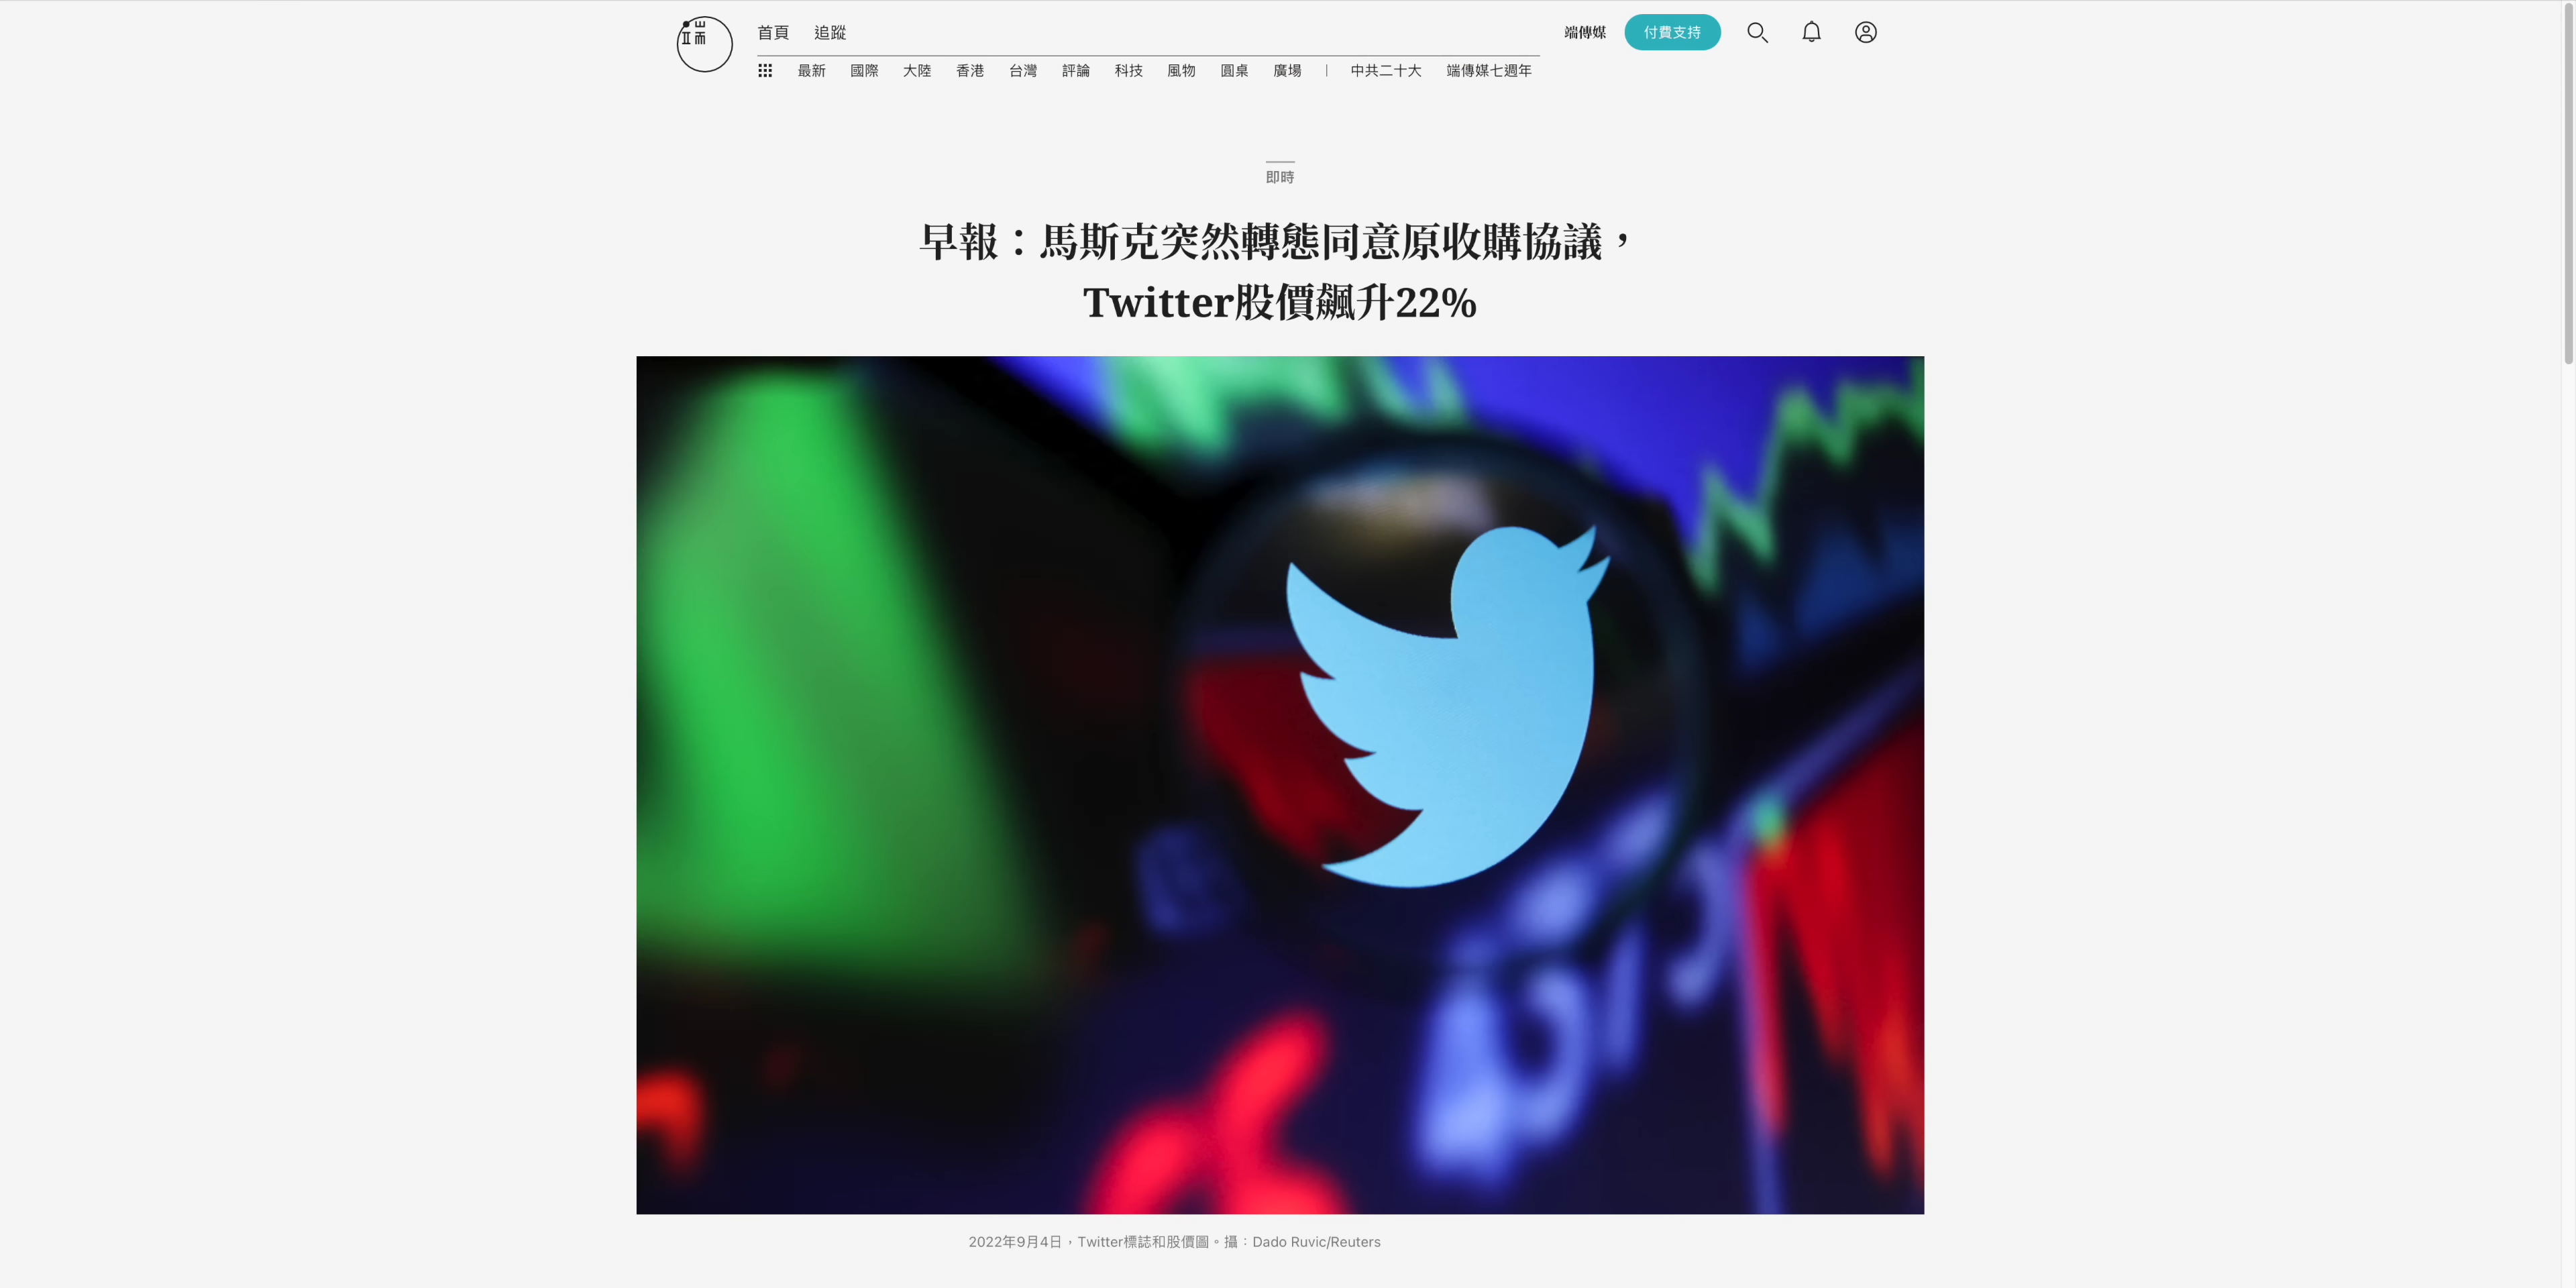 端
首頁 追蹤
端傳媒 付費支持
最新 國際 大陸 香港 台灣 評論 科技 風物 圓桌 廣場 | 中共二十大 端傳媒七週年
即時
早報：馬斯克突然轉態同意原收購協議，
Twitter股價飆升22%
2022年9月4日，Twitter標誌和股價圖。攝：Dado Ruvic/Reuters